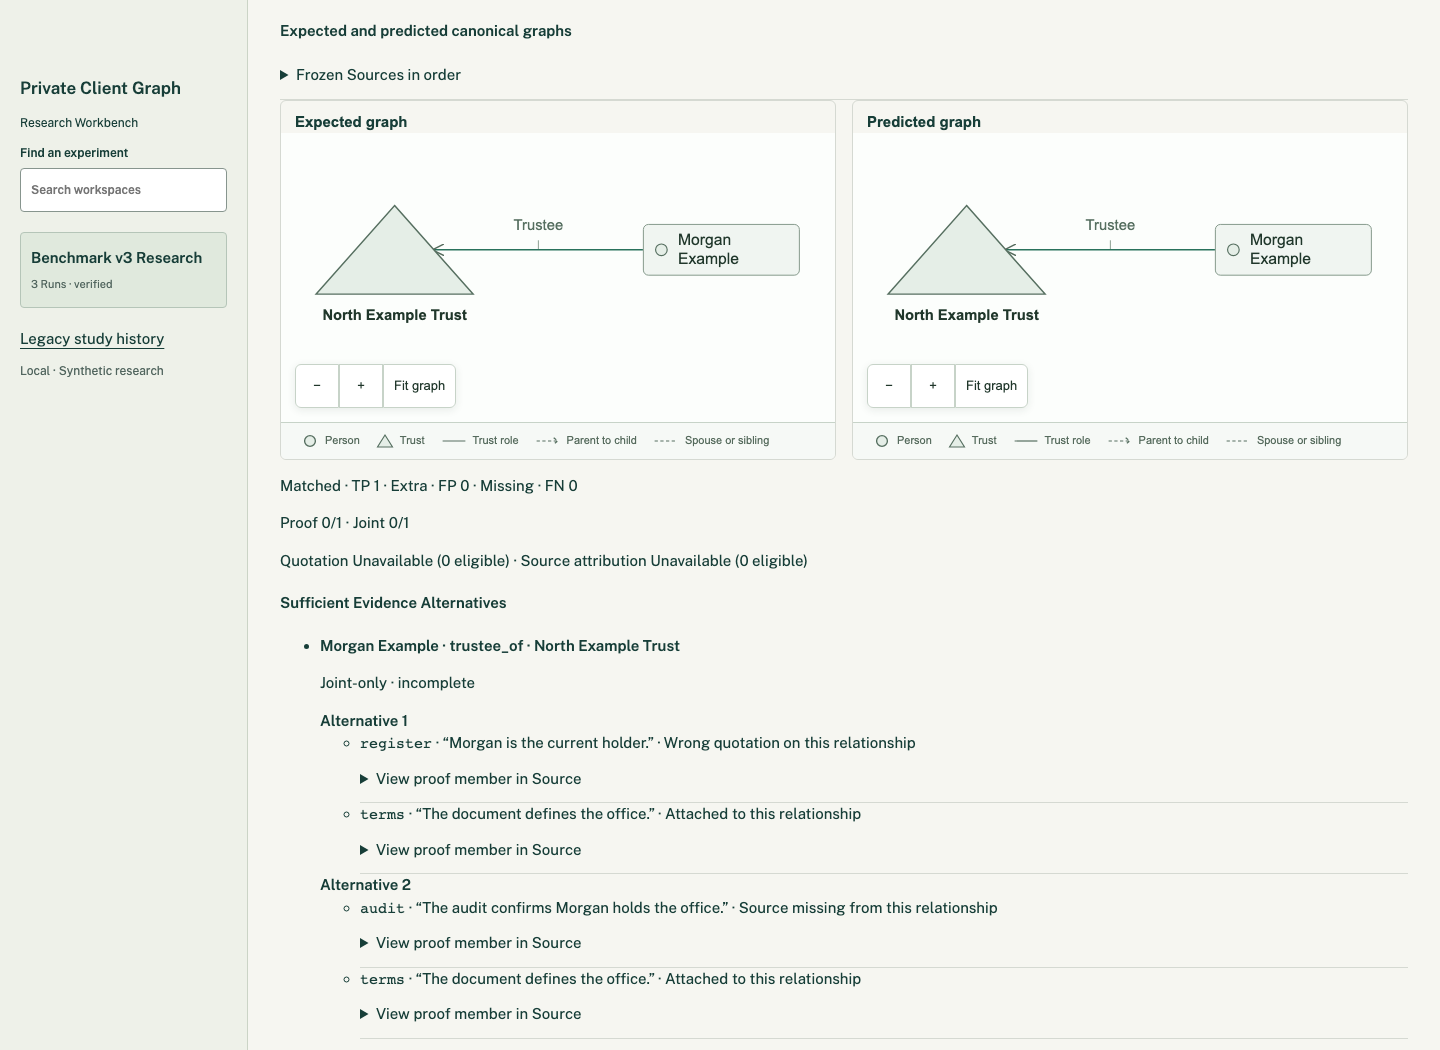 Private Client Graph
Research Workbench
Find an experiment
Search workspaces
Benchmark v3 Research
3 Runs · verified
Legacy study history
Local · Synthetic research
Expected and predicted canonical graphs
Frozen Sources in order
Expected graph
Trustee
Morgan
Example
North Example Trust
− + Fit graph
Person Trust Trust role Parent to child Spouse or sibling
Predicted graph
Trustee
Morgan
Example
North Example Trust
− + Fit graph
Person Trust Trust role Parent to child Spouse or sibling
Matched · TP 1 · Extra · FP 0 · Missing · FN 0
Proof 0/1 · Joint 0/1
Quotation Unavailable (0 eligible) · Source attribution Unavailable (0 eligible)
Sufficient Evidence Alternatives
Morgan Example · trustee_of · North Example Trust
Joint-only · incomplete
Alternative 1
register · “Morgan is the current holder.” · Wrong quotation on this relationship
View proof member in Source
terms · “The document defines the office.” · Attached to this relationship
View proof member in Source
Alternative 2
audit · “The audit confirms Morgan holds the office.” · Source missing from this relationship
View proof member in Source
terms · “The document defines the office.” · Attached to this relationship
View proof member in Source